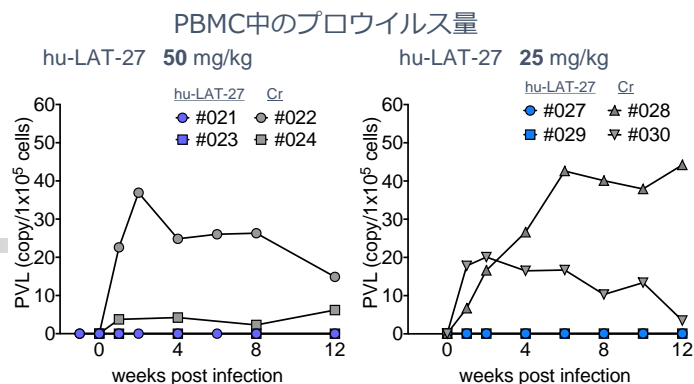 PBMC中のプロウイルス量
hu-LAT-27 50 mg/kg
hu-LAT-27 Cr
#021 #022
#023 #024
60
50
40
30
20
10
0
PVL (copy/1x10⁵ cells)
0 4 8 12
weeks post infection
hu-LAT-27 25 mg/kg
hu-LAT-27 Cr
#027 #028
#029 #030
60
50
40
30
20
10
0
PVL (copy/1x10⁵ cells)
0 4 8 12
weeks post infection